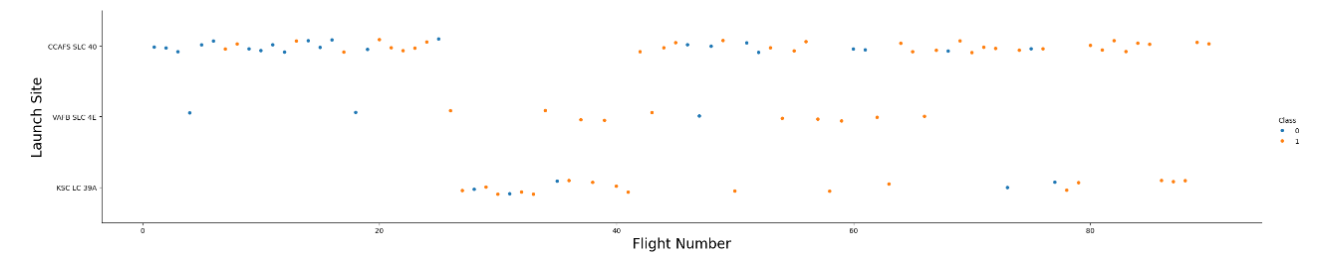 CCAFS SLC 40
VAFB SLC 4E
KSC LC 39A
Launch Site
0 20 40 60 80
Flight Number
Class
0
1